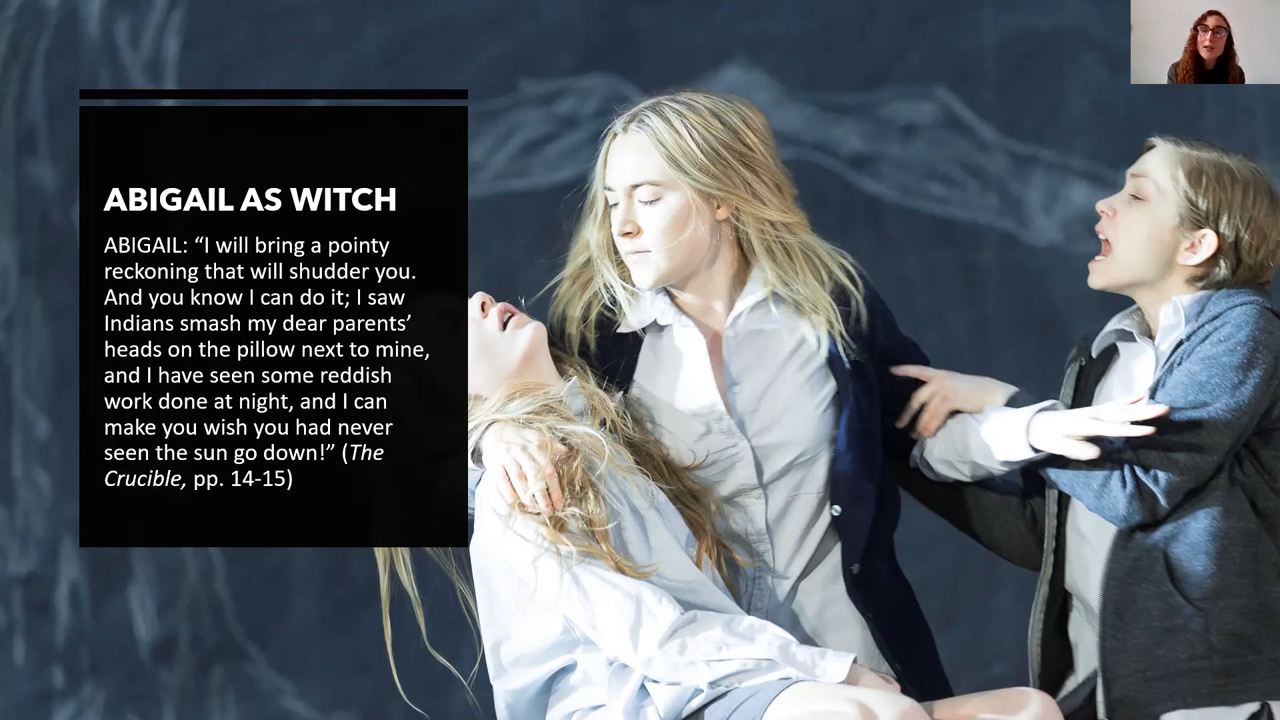 ABIGAIL AS WITCH
ABIGAIL: “I will bring a pointy
reckoning that will shudder you.
And you know I can do it; I saw
Indians smash my dear parents’
heads on the pillow next to mine,
and I have seen some reddish
work done at night, and I can
make you wish you had never
seen the sun go down!” (The
Crucible, pp. 14-15)